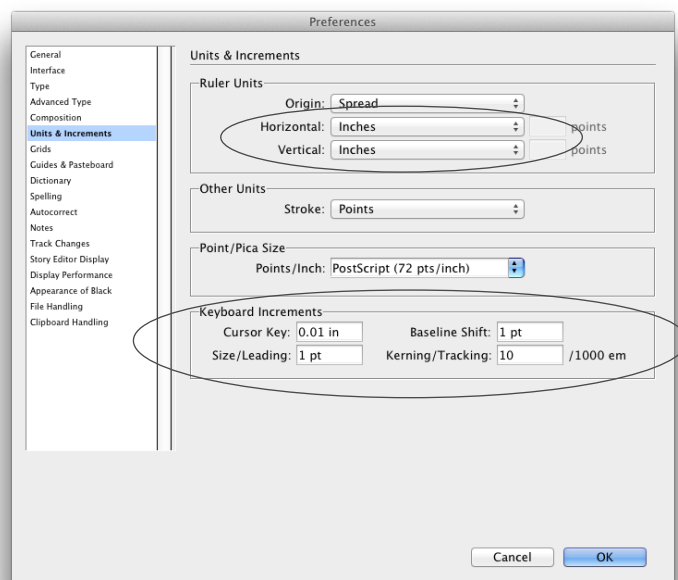 Preferences
General
Interface
Type
Advanced Type
Composition
Units & Increments
Grids
Guides & Pasteboard
Dictionary
Spelling
Autocorrect
Notes
Track Changes
Story Editor Display
Display Performance
Appearance of Black
File Handling
Clipboard Handling
Units & Increments
Ruler Units
Origin: Spread
Horizontal: Inches points
Vertical: Inches points
Other Units
Stroke: Points
Point/Pica Size
Points/Inch: PostScript (72 pts/inch)
Keyboard Increments
Cursor Key: 0.01 in Baseline Shift: 1 pt
Size/Leading: 1 pt Kerning/Tracking: 10 /1000 em
Cancel OK